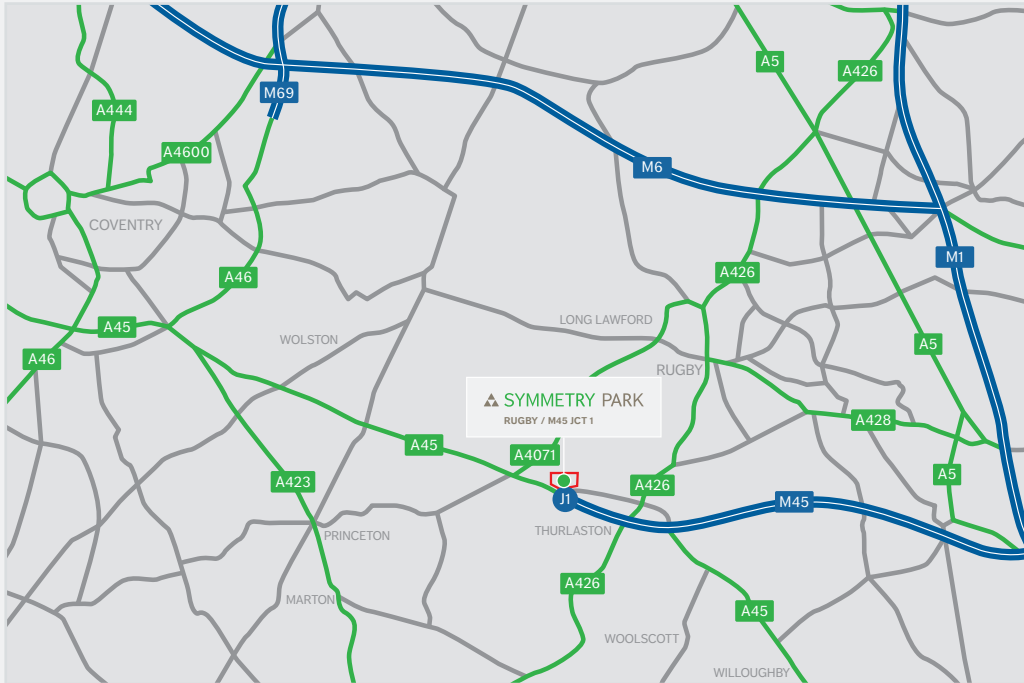 A5
A426
M69
A444
A4600
M6
COVENTRY
M1
A426
A46
LONG LAWFORD
A45
WOLSTON
A5
A46
RUGBY
SYMMETRY PARK
RUGBY / M45 JCT 1
A428
A45
A4071
A5
A423
A426
J1
M45
THURLASTON
PRINCETON
A426
MARTON
A45
WOOLSCOTT
WILLOUGHBY